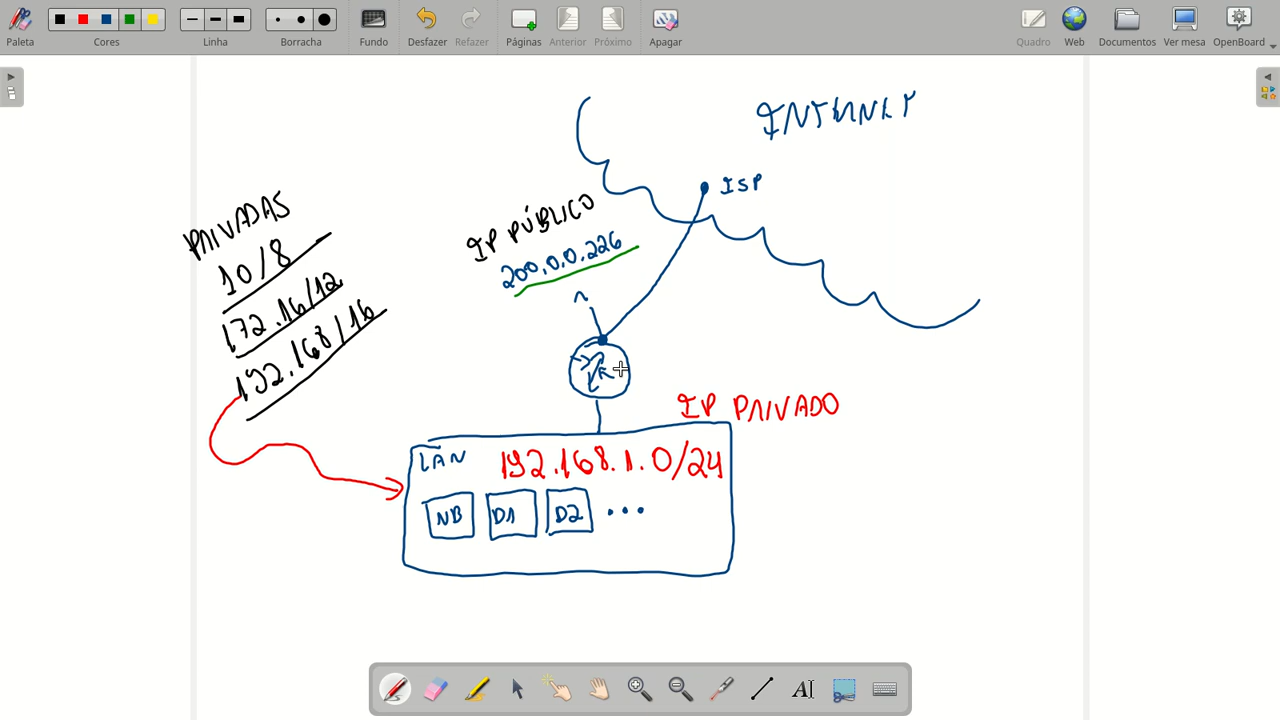 Paleta
Cores
Linha
Borracha
Fundo
Desfazer
Refazer
Páginas
Anterior
Próximo
Apagar
Quadro
Web
Documentos
Ver mesa
OpenBoard
INTERNET
ISP
IP PÚBLICO
200.0.0.226
PRIVADAS
10/8
172.16/12
192.168/16
IP PRIVADO
LAN
192.168.1.0/24
NB
D1
D2
...